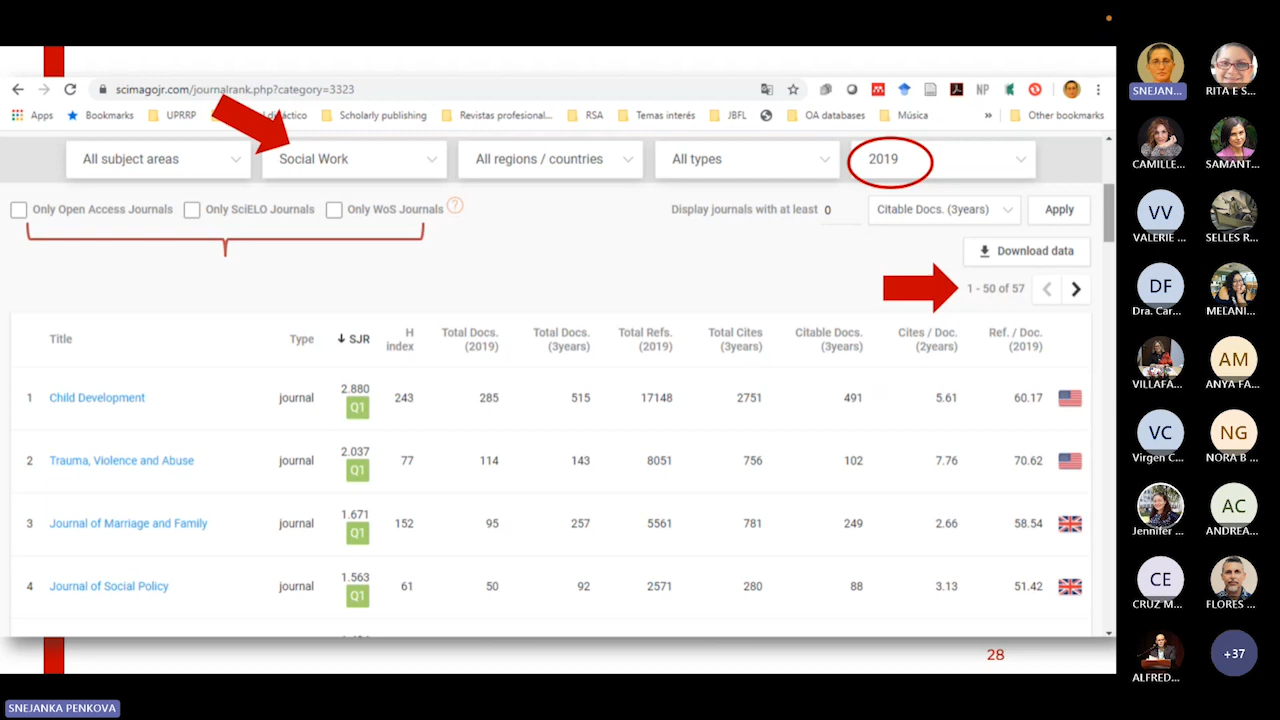 scimagojr.com/journalrank.php?category=3323
NP
Apps Bookmarks UPRRP didáctico Scholarly publishing Revistas profesional... RSA Temas interés JBFL OA databases Música » Other bookmarks
All subject areas Social Work All regions / countries All types 2019
Only Open Access Journals Only SciELO Journals Only WoS Journals ? Display journals with at least 0 Citable Docs. (3years) Apply
Download data
1 - 50 of 57
Title Type SJR H index Total Docs. (2019) Total Docs. (3years) Total Refs. (2019) Total Cites (3years) Citable Docs. (3years) Cites / Doc. (2years) Ref. / Doc. (2019)
1 Child Development journal 2.880 Q1 243 285 515 17148 2751 491 5.61 60.17
2 Trauma, Violence and Abuse journal 2.037 Q1 77 114 143 8051 756 102 7.76 70.62
3 Journal of Marriage and Family journal 1.671 Q1 152 95 257 5561 781 249 2.66 58.54
4 Journal of Social Policy journal 1.563 Q1 61 50 92 2571 280 88 3.13 51.42
28
SNEJAN... RITA E S...
CAMILLE... SAMANT...
VV
VALERIE ... SELLES R...
DF
Dra. Car... MELANI...
AM
VILLAFA... ANYA FA...
VC NG
Virgen C... NORA B ...
AC
Jennifer ... ANDREA...
CE
CRUZ M... FLORES ...
+37
ALFRED...
SNEJANKA PENKOVA